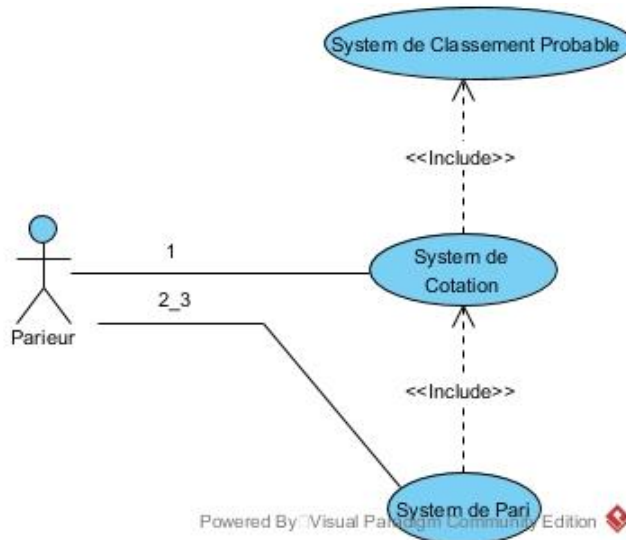 System de Classement Probable
<<Include>>
1
System de
Cotation
2_3
Parieur
<<Include>>
System de Pari
Powered By Visual Paradigm Community Edition